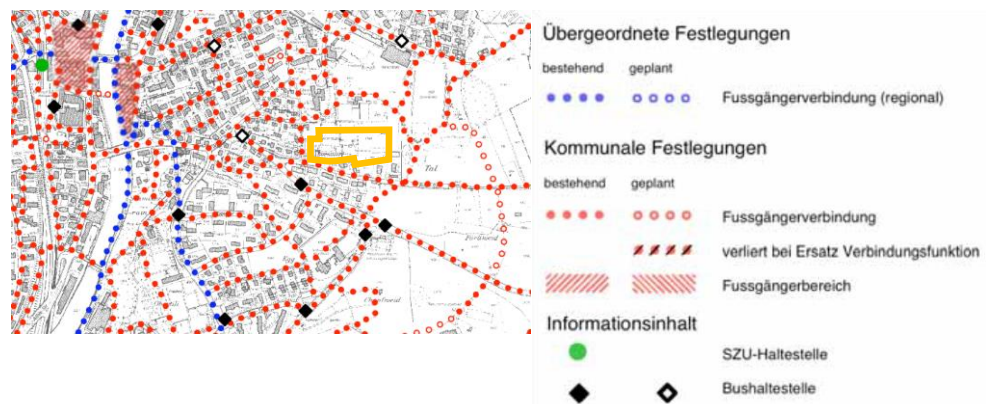 Übergeordnete Festlegungen
bestehend geplant
Fussgängerverbindung (regional)
Kommunale Festlegungen
bestehend geplant
Fussgängerverbindung
verliert bei Ersatz Verbindungsfunktion
Fussgängerbereich
Informationsinhalt
SZU-Haltestelle
Bushaltestelle
Tal